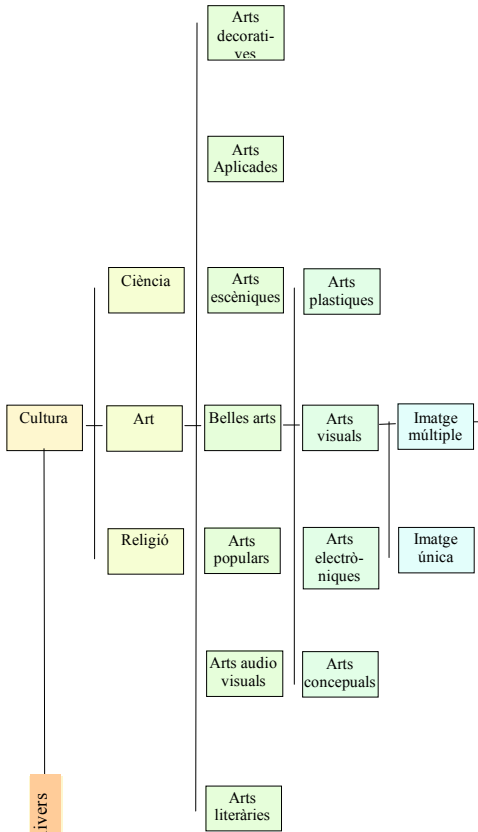 Arts
decorati-
ves
Arts
Aplicades
Ciència
Arts
escèniques
Arts
plastiques
Cultura
Art
Belles arts
Arts
visuals
Imatge
múltiple
Religió
Arts
populars
Arts
electrò-
niques
Imatge
única
Arts audio
visuals
Arts
concepuals
Arts
literàries
ivers